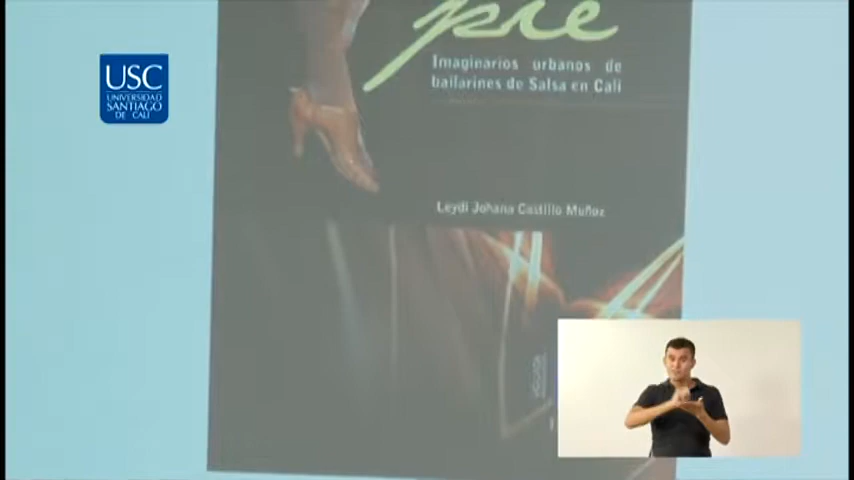 pie
USC
UNIVERSIDAD
SANTIAGO
DE CALI
Imaginarios urbanos de
bailarines de Salsa en Cali
Leydi Johana Castillo Muñoz